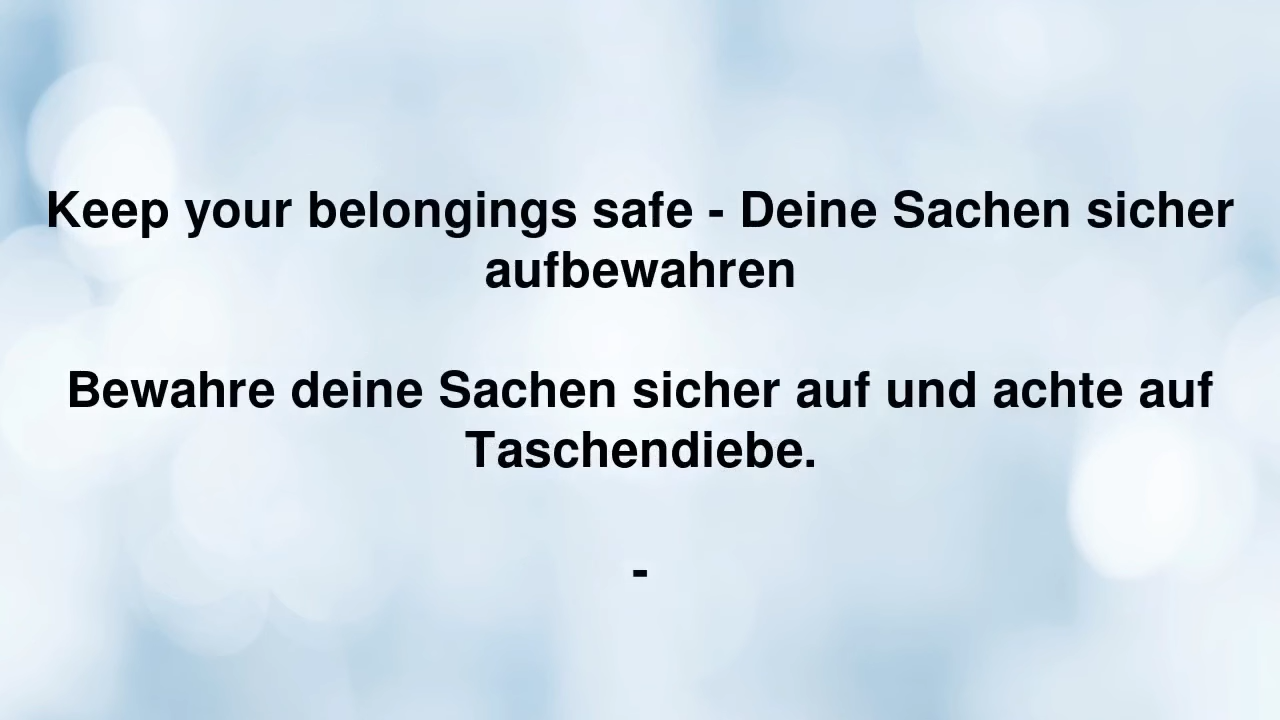 Keep your belongings safe - Deine Sachen sicher
aufbewahren
Bewahre deine Sachen sicher auf und achte auf
Taschendiebe.
-